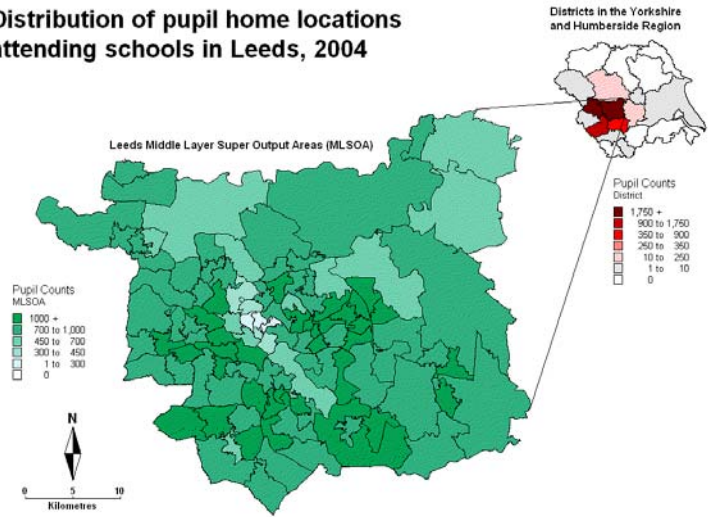 Distribution of pupil home locations
attending schools in Leeds, 2004
Districts in the Yorkshire
and Humberside Region
Leeds Middle Layer Super Output Areas (MLSOA)
Pupil Counts
District
1,750 +
900 to 1,750
350 to 900
250 to 350
10 to 250
1 to 10
0
Pupil Counts
MLSOA
1000 +
700 to 1,000
450 to 700
300 to 450
1 to 300
0
N
0 5 10
Kilometres